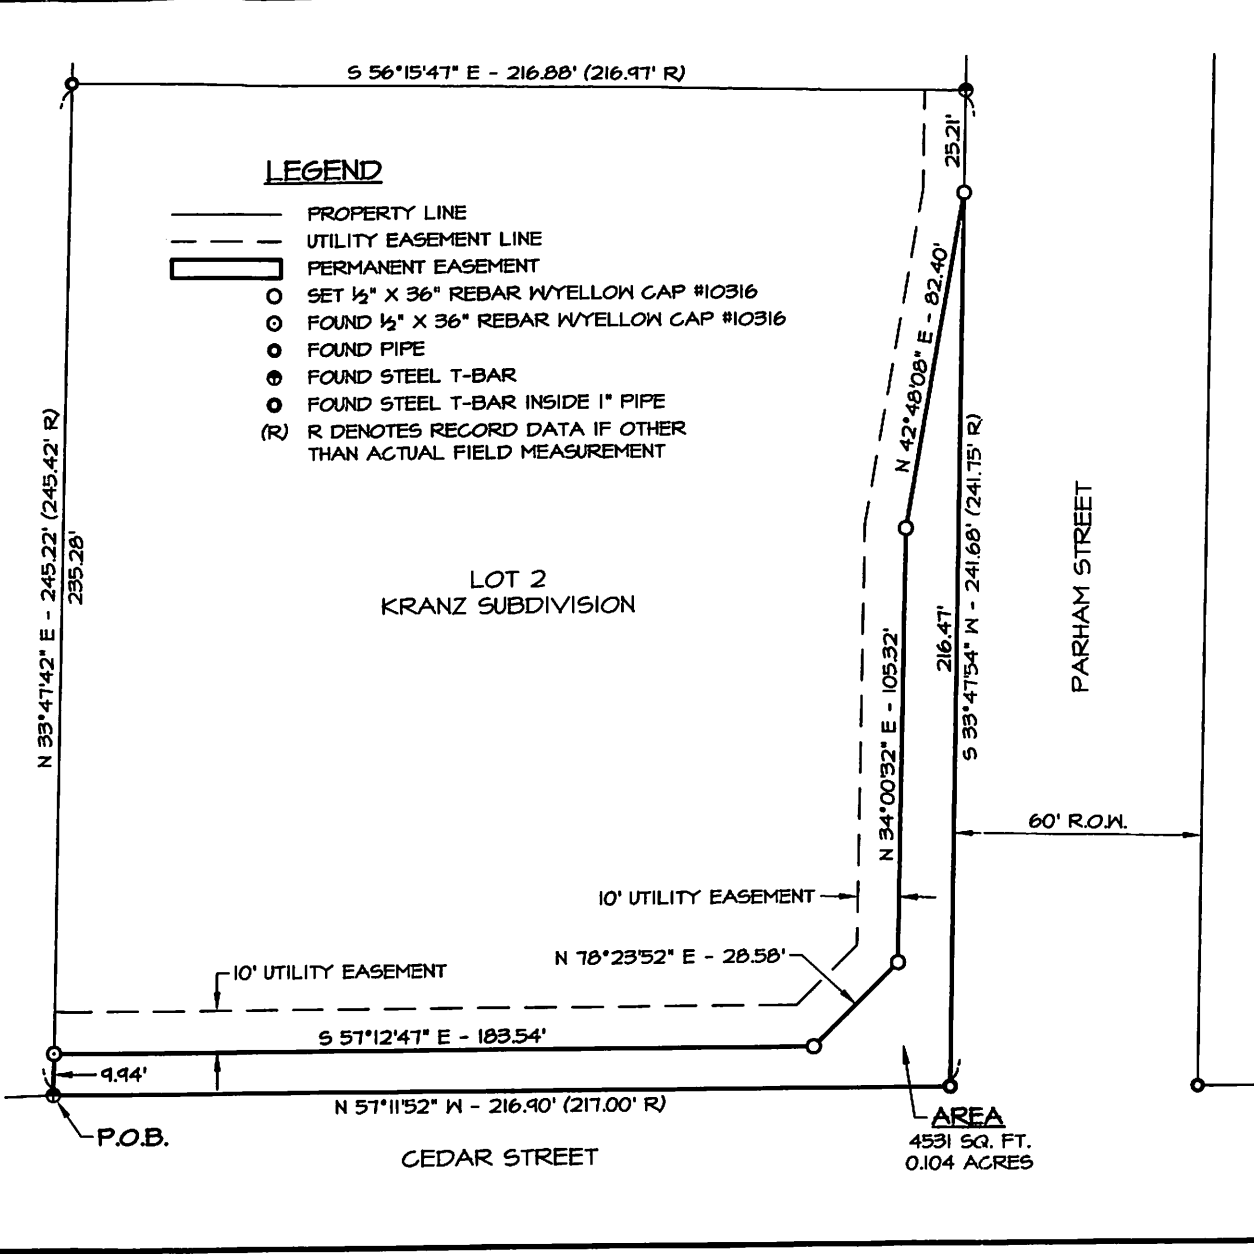 S 56°15'47" E - 216.88' (216.97' R)
25.21'
LEGEND
PROPERTY LINE
UTILITY EASEMENT LINE
PERMANENT EASEMENT
SET ½" X 36" REBAR W/YELLOW CAP #10316
FOUND ½" X 36" REBAR W/YELLOW CAP #10316
FOUND PIPE
FOUND STEEL T-BAR
FOUND STEEL T-BAR INSIDE 1" PIPE
(R) R DENOTES RECORD DATA IF OTHER
THAN ACTUAL FIELD MEASUREMENT
N 42°48'08" E - 82.40'
N 33°47'42" E - 245.22' (245.42' R)
235.28'
LOT 2
KRANZ SUBDIVISION
N 34°00'32" E - 105.32'
216.47'
S 33°47'54" W - 241.68' (241.75' R)
PARHAM STREET
60' R.O.W.
10' UTILITY EASEMENT
N 78°23'52" E - 28.58'
10' UTILITY EASEMENT
S 57°12'47" E - 183.54'
9.94'
N 57°11'52" W - 216.90' (217.00' R)
P.O.B.
AREA
4531 SQ. FT.
0.104 ACRES
CEDAR STREET